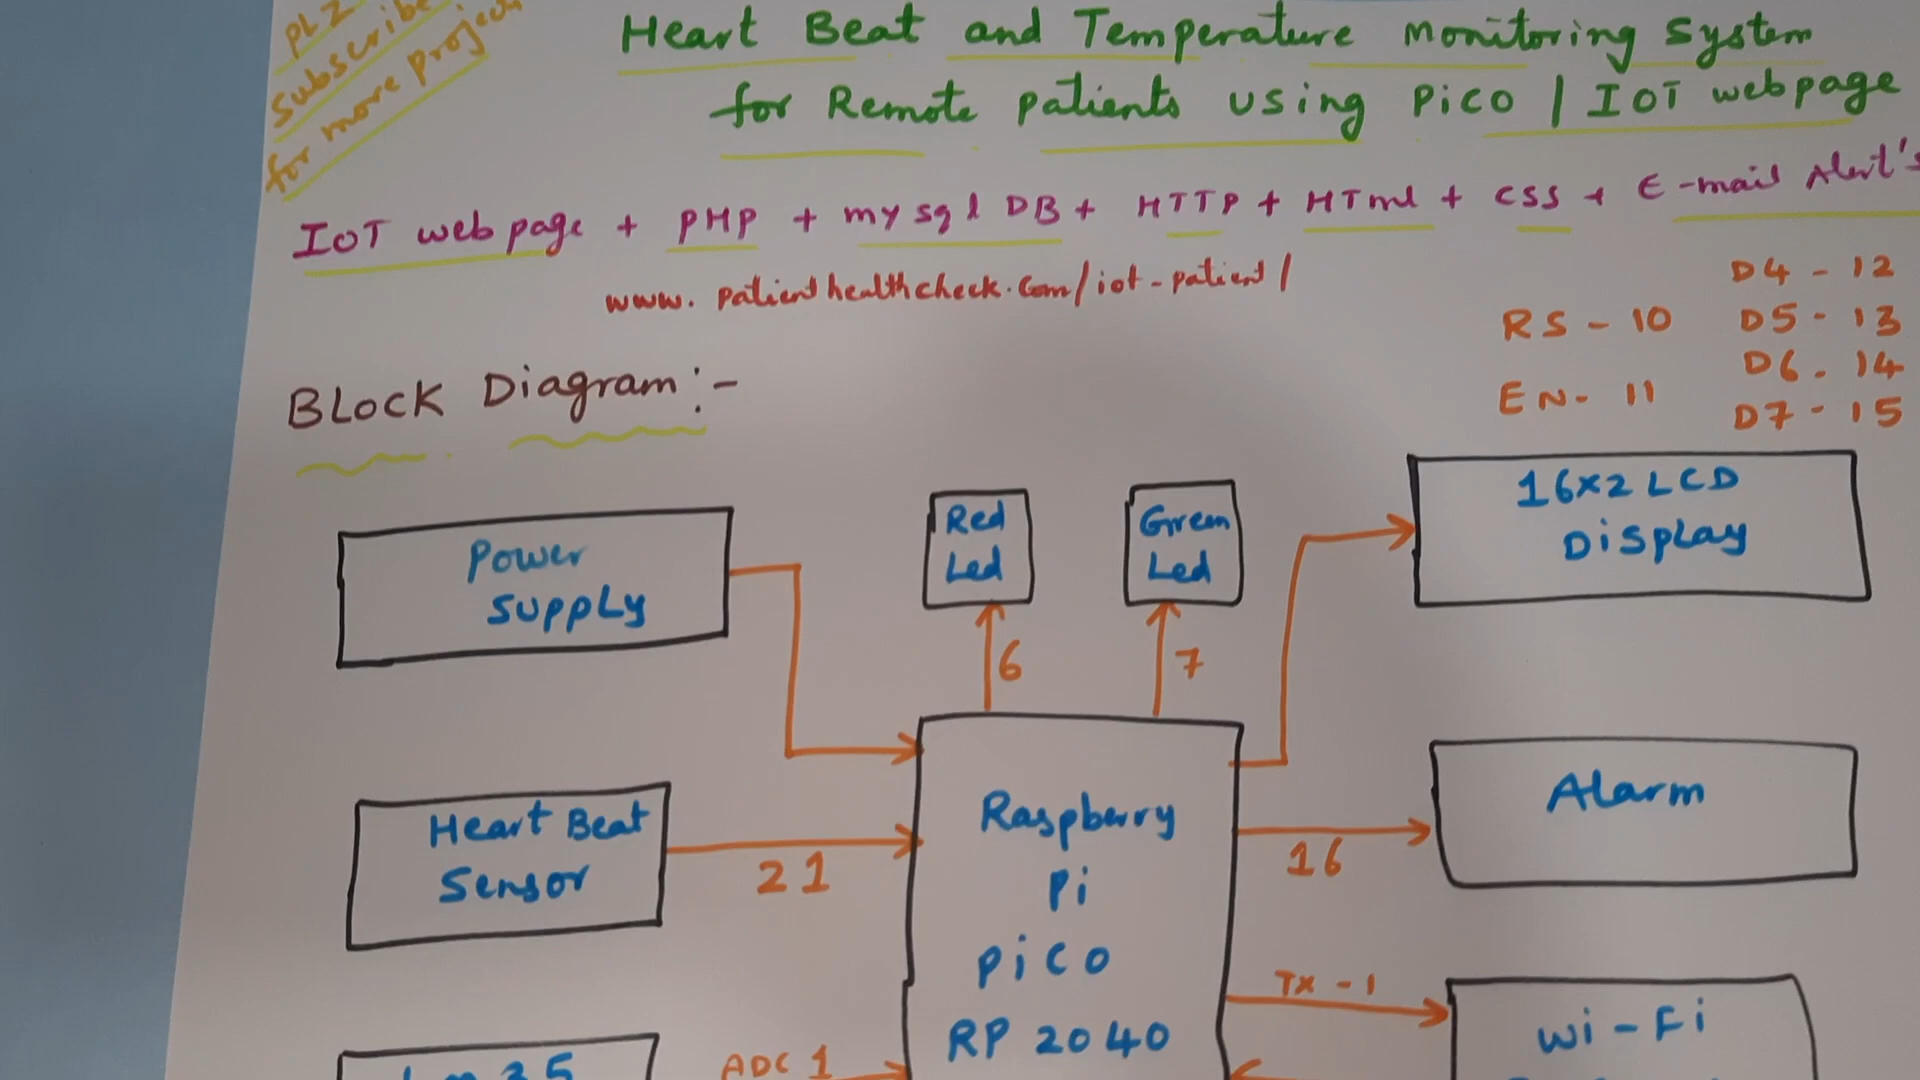 PLZ
Subscribe
for more
Heart Beat and Temperature Monitoring System
for Remote Patients using Pico / IOT webpage
IOT webpage + PHP + mysql DB + HTTP + HTML + CSS + E-mail Alert's
www.patienthealthcheck.com/iot-patient/
RS - 10
EN - 11
D4 - 12
D5 - 13
D6 - 14
D7 - 15
BLOCK Diagram :-
Power
Supply
Red
Led
Green
Led
16x2 LCD
Display
6
7
Heart Beat
Sensor
21
Raspberry
Pi
Pico
RP 2040
Alarm
16
TX - 1
Wi-Fi
ADC 1
Lm 35